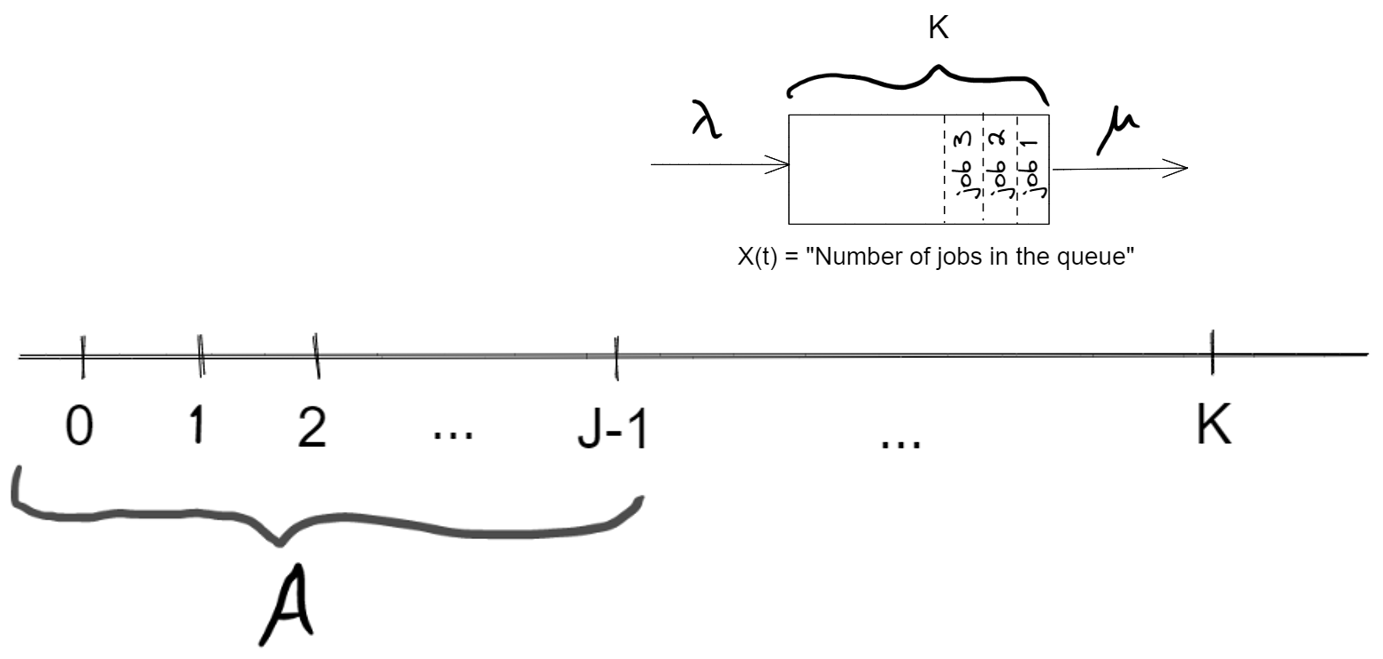 K
λ
μ
job 3
job 2
job 1
X(t) = "Number of jobs in the queue"
0 1 2 ... J-1 ... K
A